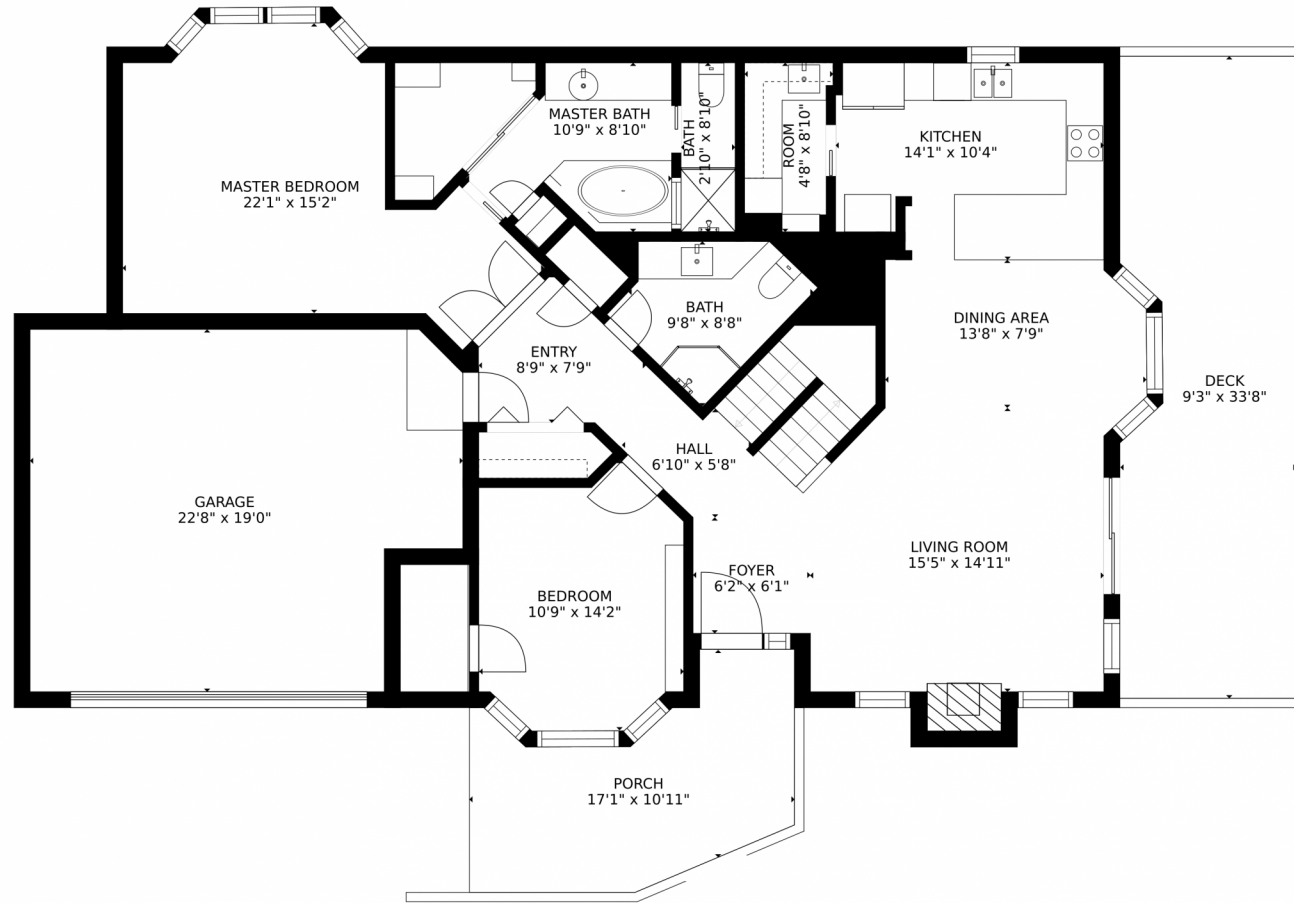 MASTER BEDROOM
22'1" x 15'2"
MASTER BATH
10'9" x 8'10"
BATH
2'10" x 8'10"
ROOM
4'8" x 8'10"
KITCHEN
14'1" x 10'4"
BATH
9'8" x 8'8"
DINING AREA
13'8" x 7'9"
ENTRY
8'9" x 7'9"
DECK
9'3" x 33'8"
HALL
6'10" x 5'8"
GARAGE
22'8" x 19'0"
LIVING ROOM
15'5" x 14'11"
FOYER
6'2" x 6'1"
BEDROOM
10'9" x 14'2"
PORCH
17'1" x 10'11"